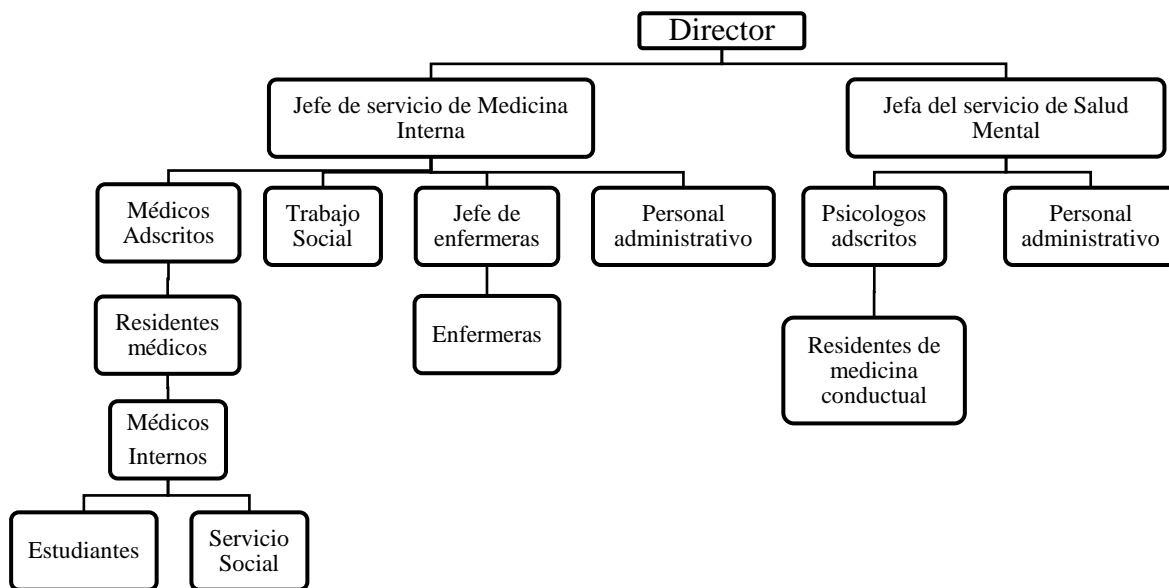 Director
Jefe de servicio de Medicina
Interna
Jefa del servicio de Salud
Mental
Médicos
Adscritos
Trabajo
Social
Jefe de
enfermeras
Personal
administrativo
Psicologos
adscritos
Personal
administrativo
Residentes
médicos
Enfermeras
Residentes de
medicina
conductual
Médicos
Internos
Estudiantes
Servicio
Social